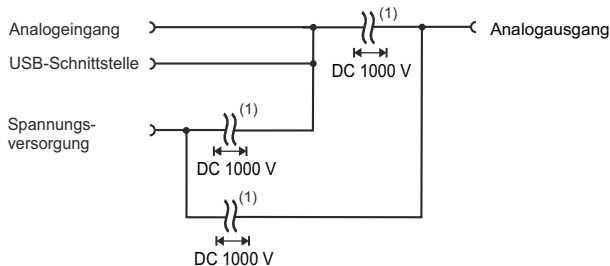 Analogeingang
(1)
Analogausgang
USB-Schnittstelle
DC 1000 V
Spannungs-
versorgung
(1)
DC 1000 V
(1)
DC 1000 V